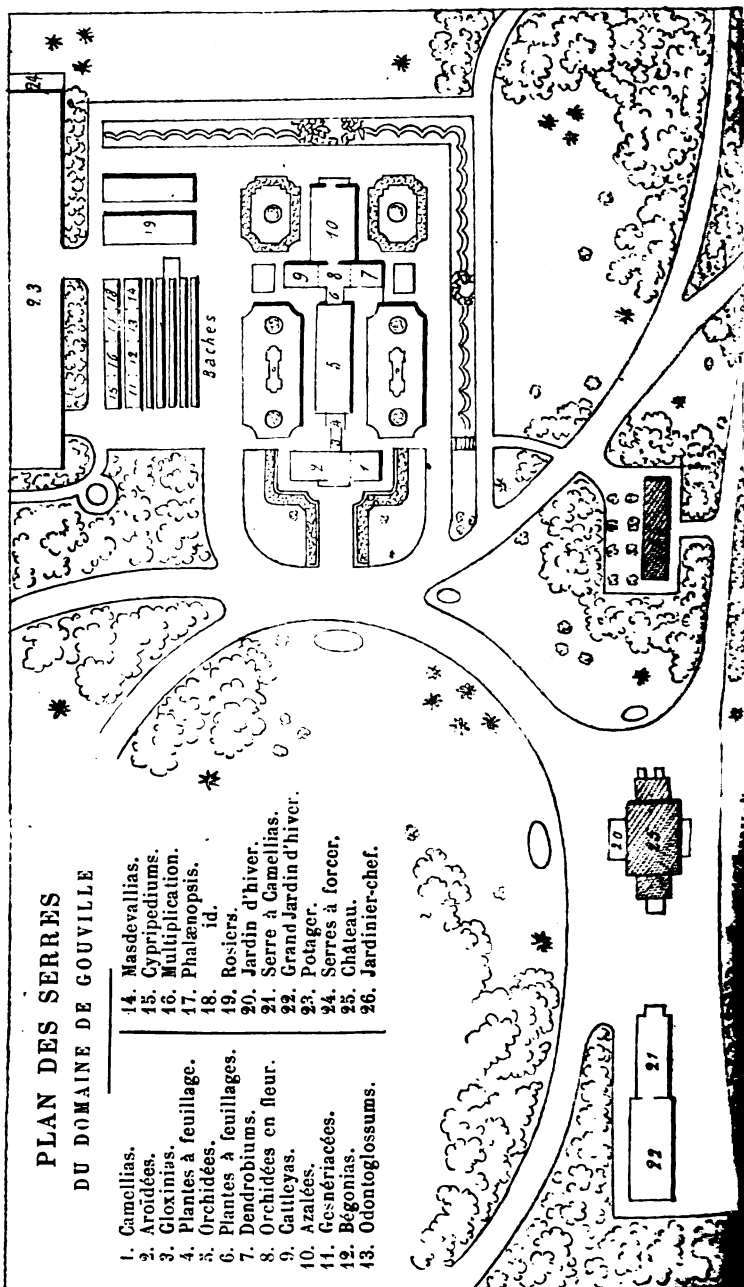 PLAN DES SERRES
DU DOMAINE DE GOUVILLE
1. Camellias.
2. Aroïdées.
3. Gloxinias.
4. Plantes à feuillage.
5. Orchidées.
6. Plantes à feuillages.
7. Dendrobiums.
8. Orchidées en fleur.
9. Cattleyas.
10. Azalées.
11. Gesnériacées.
12. Bégonias.
13. Odontoglossums.
14. Masdevallias.
15. Cypripediums.
16. Multiplication.
17. Phalænopsis.
18. id.
19. Rosiers.
20. Jardin d'hiver.
21. Serre à Camellias.
22. Grand Jardin d'hiver.
23. Potager.
24. Serres à forcer.
25. Château.
26. Jardinier-chef.
24
23
19
15 16 17 18
11 12 13 14
Baches
10
9 8 7
6
5
3 4
2 1
20
25
21
22